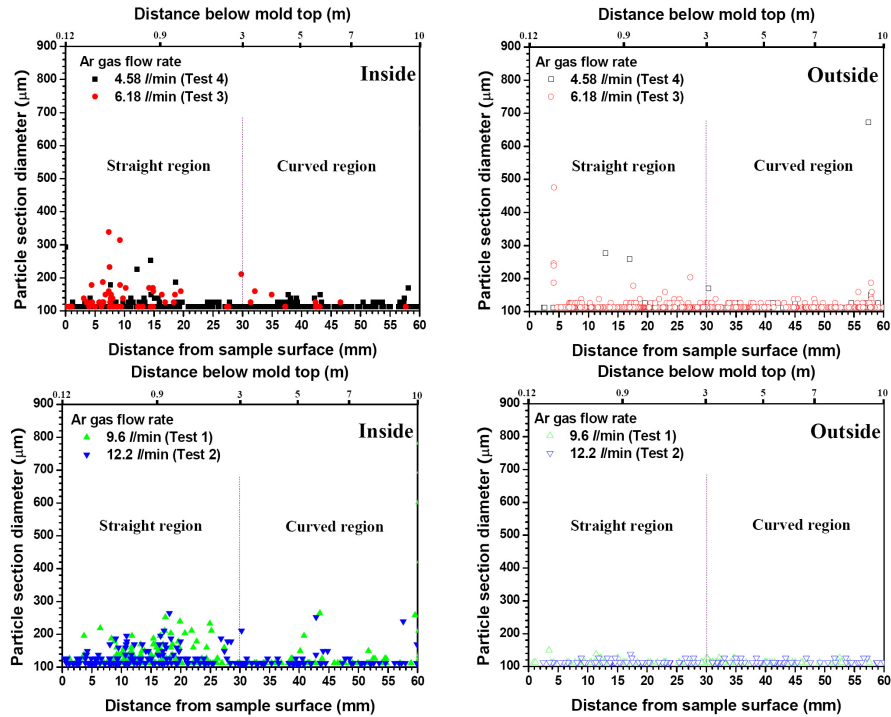 Distance below mold top (m)
0.12 0.9 3 5 7 10
900
800
700
600
500
400
300
200
100
Particle section diameter (μm)
Ar gas flow rate
4.58 l/min (Test 4)
6.18 l/min (Test 3)
Inside
Straight region
Curved region
0 5 10 15 20 25 30 35 40 45 50 55 60
Distance from sample surface (mm)
Distance below mold top (m)
0.12 0.9 3 5 7 10
900
800
700
600
500
400
300
200
100
Particle section diameter (μm)
Ar gas flow rate
4.58 l/min (Test 4)
6.18 l/min (Test 3)
Outside
Straight region
Curved region
0 5 10 15 20 25 30 35 40 45 50 55 60
Distance from sample surface (mm)
Distance below mold top (m)
0.12 0.9 3 5 7 10
900
800
700
600
500
400
300
200
100
Particle section diameter (μm)
Ar gas flow rate
9.6 l/min (Test 1)
12.2 l/min (Test 2)
Inside
Straight region
Curved region
0 5 10 15 20 25 30 35 40 45 50 55 60
Distance from sample surface (mm)
Distance below mold top (m)
0.12 0.9 3 5 7 10
900
800
700
600
500
400
300
200
100
Particle section diameter (μm)
Ar gas flow rate
9.6 l/min (Test 1)
12.2 l/min (Test 2)
Outside
Straight region
Curved region
0 5 10 15 20 25 30 35 40 45 50 55 60
Distance from sample surface (mm)